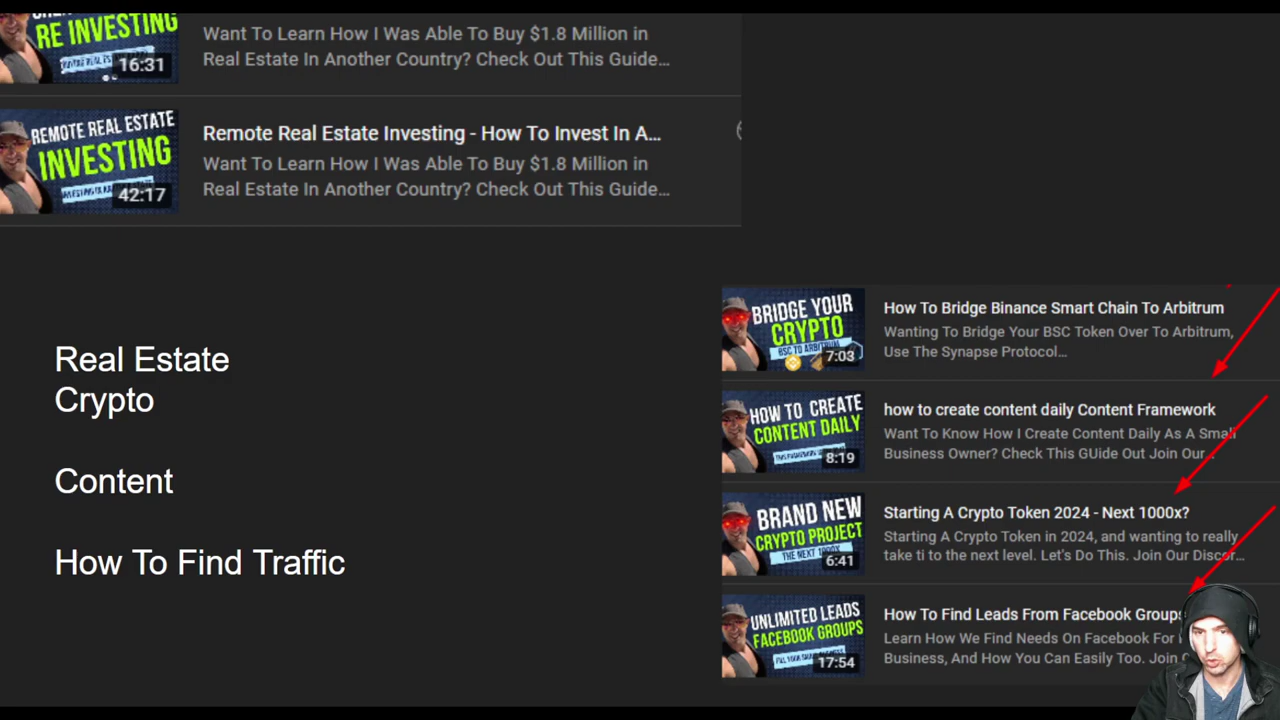 RE INVESTING
16:31
Want To Learn How I Was Able To Buy $1.8 Million in
Real Estate In Another Country? Check Out This Guide...
REMOTE REAL ESTATE
INVESTING
42:17
Remote Real Estate Investing - How To Invest In A...
Want To Learn How I Was Able To Buy $1.8 Million in
Real Estate In Another Country? Check Out This Guide...
Real Estate
Crypto
Content
How To Find Traffic
BRIDGE YOUR
CRYPTO
BSC TO ARBITRUM
7:03
How To Bridge Binance Smart Chain To Arbitrum
Wanting To Bridge Your BSC Token Over To Arbitrum,
Use The Synapse Protocol...
HOW TO CREATE
CONTENT DAILY
8:19
how to create content daily Content Framework
Want To Know How I Create Content Daily As A Small
Business Owner? Check This GUide Out Join Our...
BRAND NEW
CRYPTO PROJECT
THE NEXT 1000X
6:41
Starting A Crypto Token 2024 - Next 1000x?
Starting A Crypto Token in 2024, and wanting to really
take ti to the next level. Let's Do This. Join Our Discor...
UNLIMITED LEADS
FACEBOOK GROUPS
17:54
How To Find Leads From Facebook Groups
Learn How We Find Needs On Facebook For
Business, And How You Can Easily Too. Join